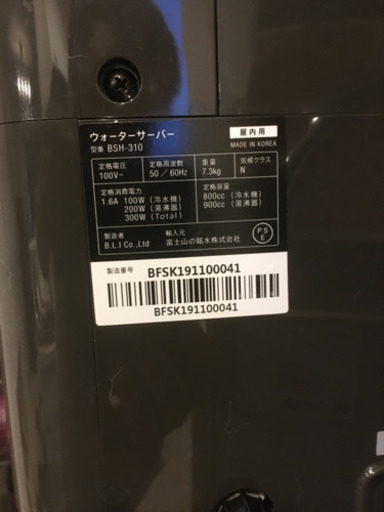 ウォーターサーバー 屋内用
型番 BSH-310 MADE IN KOREA
定格電圧 定格周波数 重量 気候クラス
100V~ 50 / 60Hz 7.3kg N
定格消費電力 定格容量
1.6A 100W (冷水機) 800cc (冷水機)
200W (湯沸器) 900cc (湯沸器)
300W (Total)
製造者 輸入元
B.L.I Co.,Ltd 富士山の銘水株式会社
PSE
製造番号 BFSK191100041
BFSK191100041